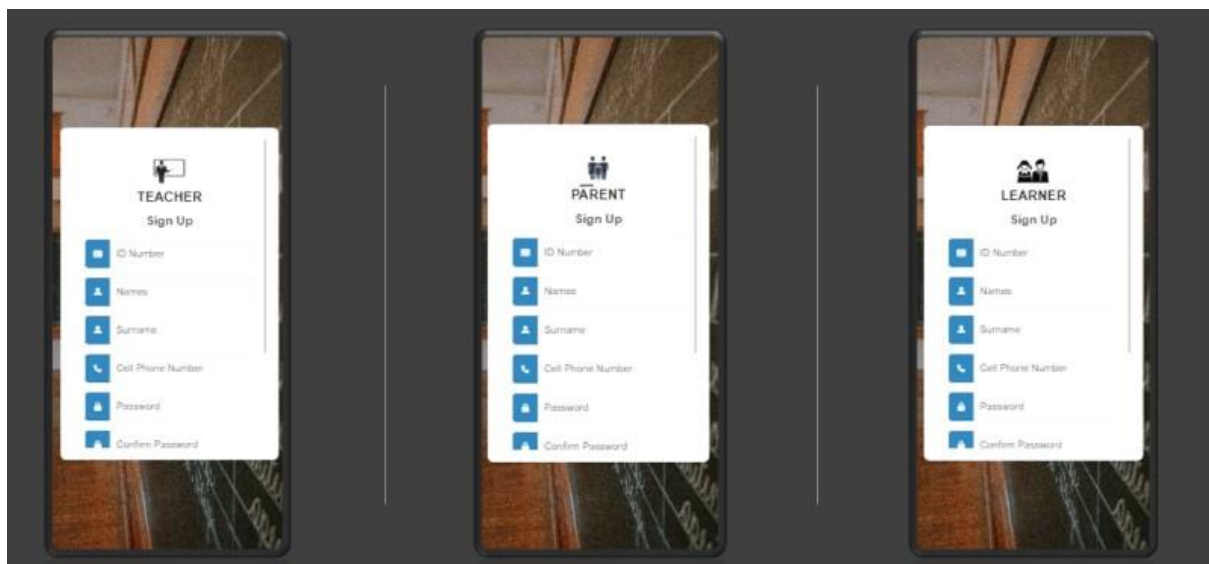 TEACHER
Sign Up
ID Number
Names
Surname
Cell Phone Number
Password
Confirm Password
PARENT
Sign Up
ID Number
Names
Surname
Cell Phone Number
Password
Confirm Password
LEARNER
Sign Up
ID Number
Names
Surname
Cell Phone Number
Password
Confirm Password